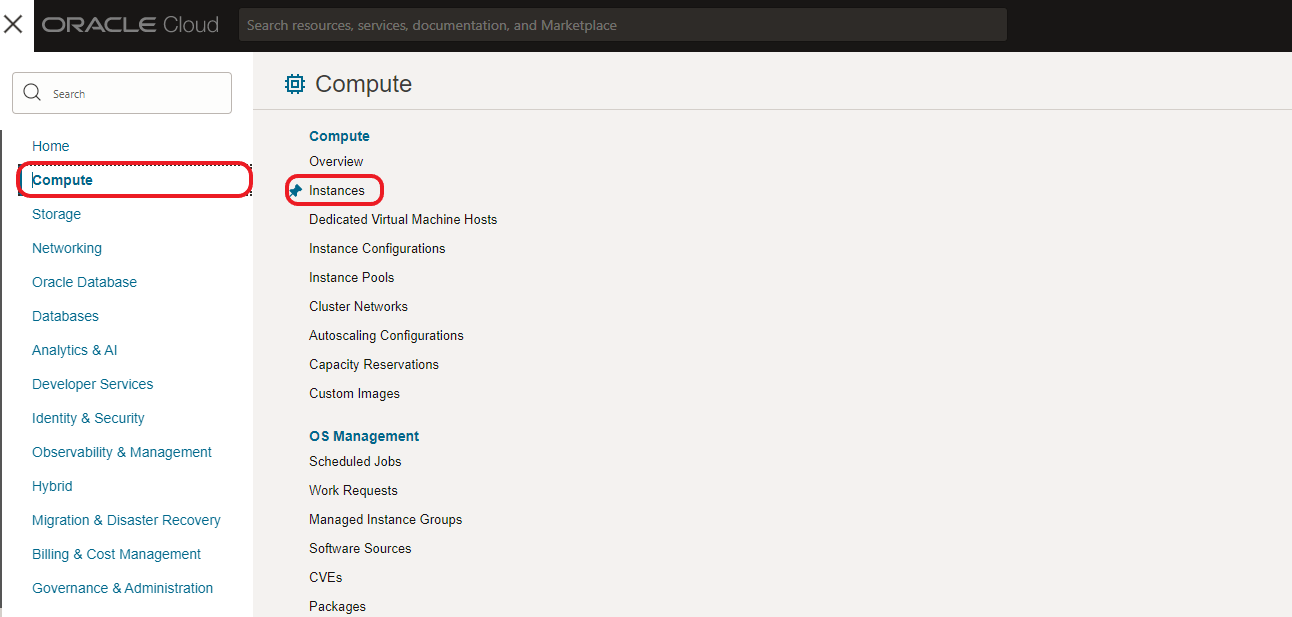 ORACLE Cloud
Search resources, services, documentation, and Marketplace
Search
Home
Compute
Storage
Networking
Oracle Database
Databases
Analytics & AI
Developer Services
Identity & Security
Observability & Management
Hybrid
Migration & Disaster Recovery
Billing & Cost Management
Governance & Administration
Compute
Compute
Overview
Instances
Dedicated Virtual Machine Hosts
Instance Configurations
Instance Pools
Cluster Networks
Autoscaling Configurations
Capacity Reservations
Custom Images
OS Management
Scheduled Jobs
Work Requests
Managed Instance Groups
Software Sources
CVEs
Packages